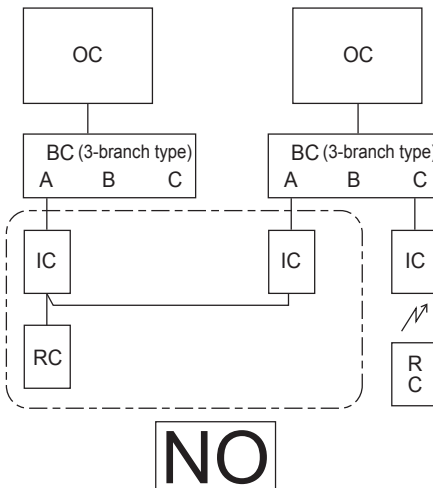 OC
OC
BC (3-branch type)
A B C
BC (3-branch type)
A B C
IC
IC
IC
RC
R
C
NO